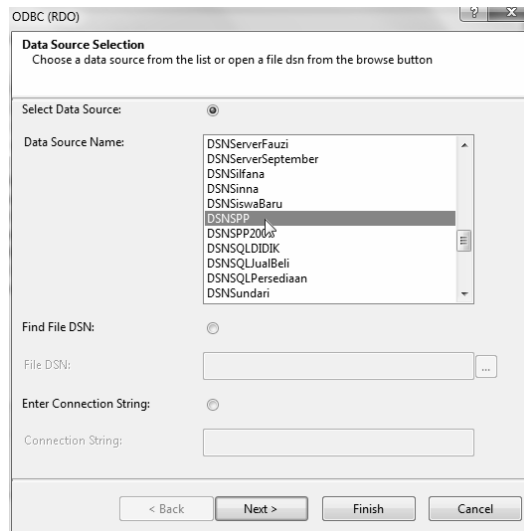 ODBC (RDO)
Data Source Selection
Choose a data source from the list or open a file dsn from the browse button
Select Data Source:
Data Source Name:
DSNServerFauzi
DSNServerSeptember
DSNSilfana
DSNSinna
DSNSiswaBaru
DSNSPP
DSNSQLDIDIK
DSNSQLJualBeli
DSNSQLPersediaan
DSNSundari
Find File DSN:
File DSN:
...
Enter Connection String:
Connection String:
< Back Next > Finish Cancel